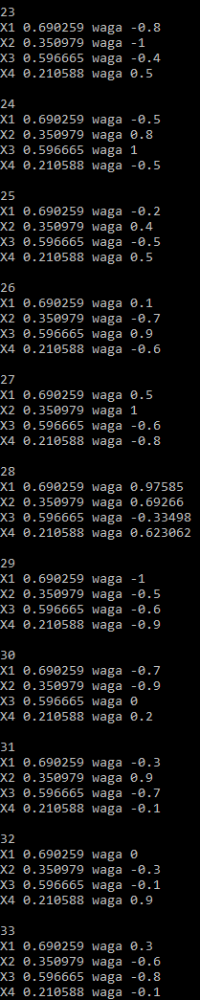 23
X1 0.690259 waga -0.8
X2 0.350979 waga -1
X3 0.596665 waga -0.4
X4 0.210588 waga 0.5
24
X1 0.690259 waga -0.5
X2 0.350979 waga 0.8
X3 0.596665 waga 1
X4 0.210588 waga -0.5
25
X1 0.690259 waga -0.2
X2 0.350979 waga 0.4
X3 0.596665 waga -0.5
X4 0.210588 waga 0.5
26
X1 0.690259 waga 0.1
X2 0.350979 waga -0.7
X3 0.596665 waga 0.9
X4 0.210588 waga -0.6
27
X1 0.690259 waga 0.5
X2 0.350979 waga 1
X3 0.596665 waga -0.6
X4 0.210588 waga -0.8
28
X1 0.690259 waga 0.97585
X2 0.350979 waga 0.69266
X3 0.596665 waga -0.33498
X4 0.210588 waga 0.623062
29
X1 0.690259 waga -1
X2 0.350979 waga -0.5
X3 0.596665 waga -0.6
X4 0.210588 waga -0.9
30
X1 0.690259 waga -0.7
X2 0.350979 waga -0.9
X3 0.596665 waga 0
X4 0.210588 waga 0.2
31
X1 0.690259 waga -0.3
X2 0.350979 waga 0.9
X3 0.596665 waga -0.7
X4 0.210588 waga -0.1
32
X1 0.690259 waga 0
X2 0.350979 waga -0.3
X3 0.596665 waga -0.1
X4 0.210588 waga 0.9
33
X1 0.690259 waga 0.3
X2 0.350979 waga -0.6
X3 0.596665 waga -0.8
X4 0.210588 waga -0.1